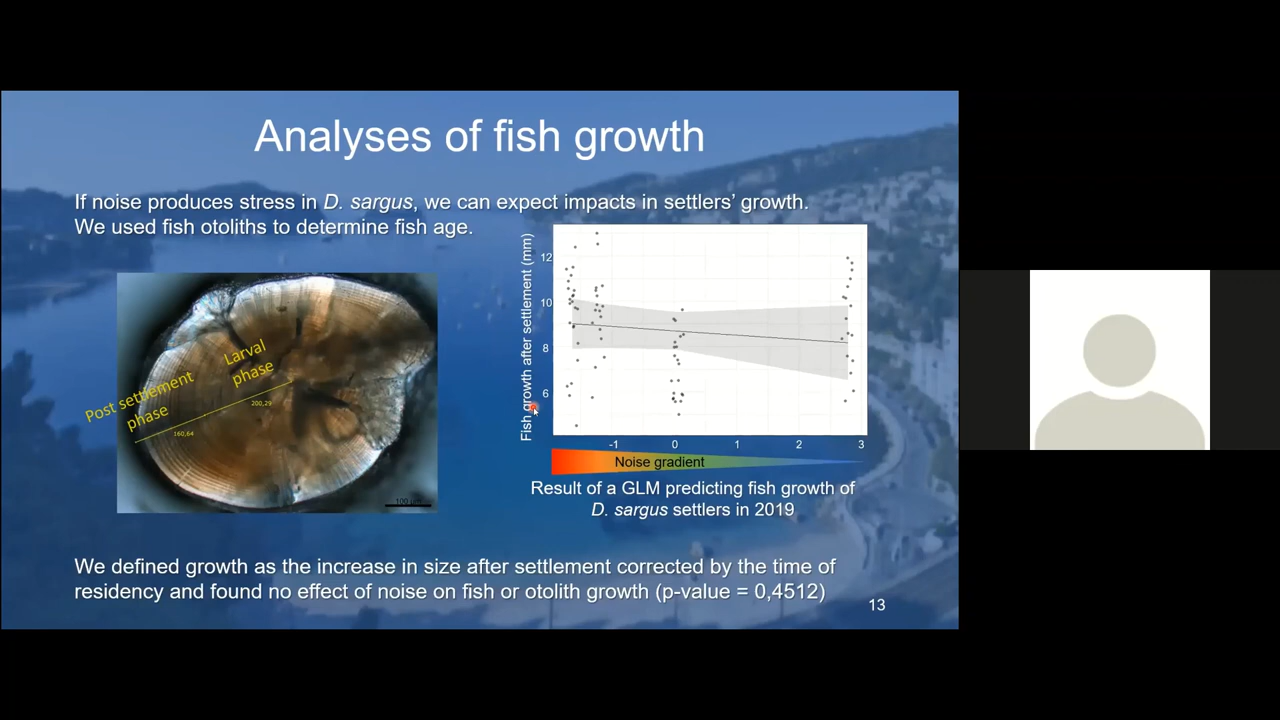 Analyses of fish growth
If noise produces stress in D. sargus, we can expect impacts in settlers’ growth.
We used fish otoliths to determine fish age.
Larval
phase
Post settlement
phase
200,29
160,64
100 µm
Fish growth after settlement (mm)
12
10
8
6
-1 0 1 2 3
Noise gradient
Result of a GLM predicting fish growth of
D. sargus settlers in 2019
We defined growth as the increase in size after settlement corrected by the time of
residency and found no effect of noise on fish or otolith growth (p-value = 0,4512)
13